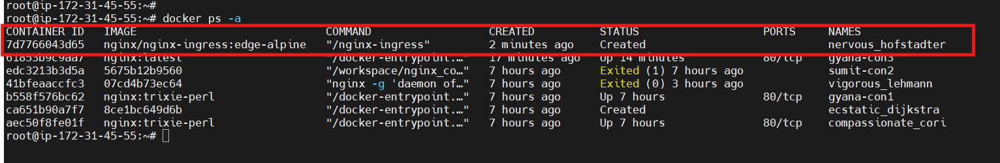 root@ip-172-31-45-55:~#
root@ip-172-31-45-55:~# docker ps -a
CONTAINER ID   IMAGE                              COMMAND                  CREATED          STATUS                     PORTS     NAMES
7d7766043d65   nginx/nginx-ingress:edge-alpine   "/nginx-ingress"         2 minutes ago    Created                              nervous_hofstadter
61853b9c9aa7   nginx:latest                      "/docker-entrypoint.…"   17 minutes ago   Up 14 minutes              80/tcp    gyana-con3
edc3213b3d5a   5675b12b9560                      "/workspace/nginx_co…"   7 hours ago      Exited (1) 7 hours ago               sumit-con2
41bfeaaccfc3   07cd4b73ec64                      "nginx -g 'daemon of…"   7 hours ago      Exited (0) 3 hours ago               vigorous_lehmann
b558f576bc62   nginx:trixie-perl                 "/docker-entrypoint.…"   7 hours ago      Up 7 hours                 80/tcp    gyana-con1
ca651b90a7f7   8ce1bc649d6b                      "/docker-entrypoint.…"   7 hours ago      Created                              ecstatic_dijkstra
aec50f8fe01f   nginx:trixie-perl                 "/docker-entrypoint.…"   7 hours ago      Up 7 hours                 80/tcp    compassionate_cori
root@ip-172-31-45-55:~#